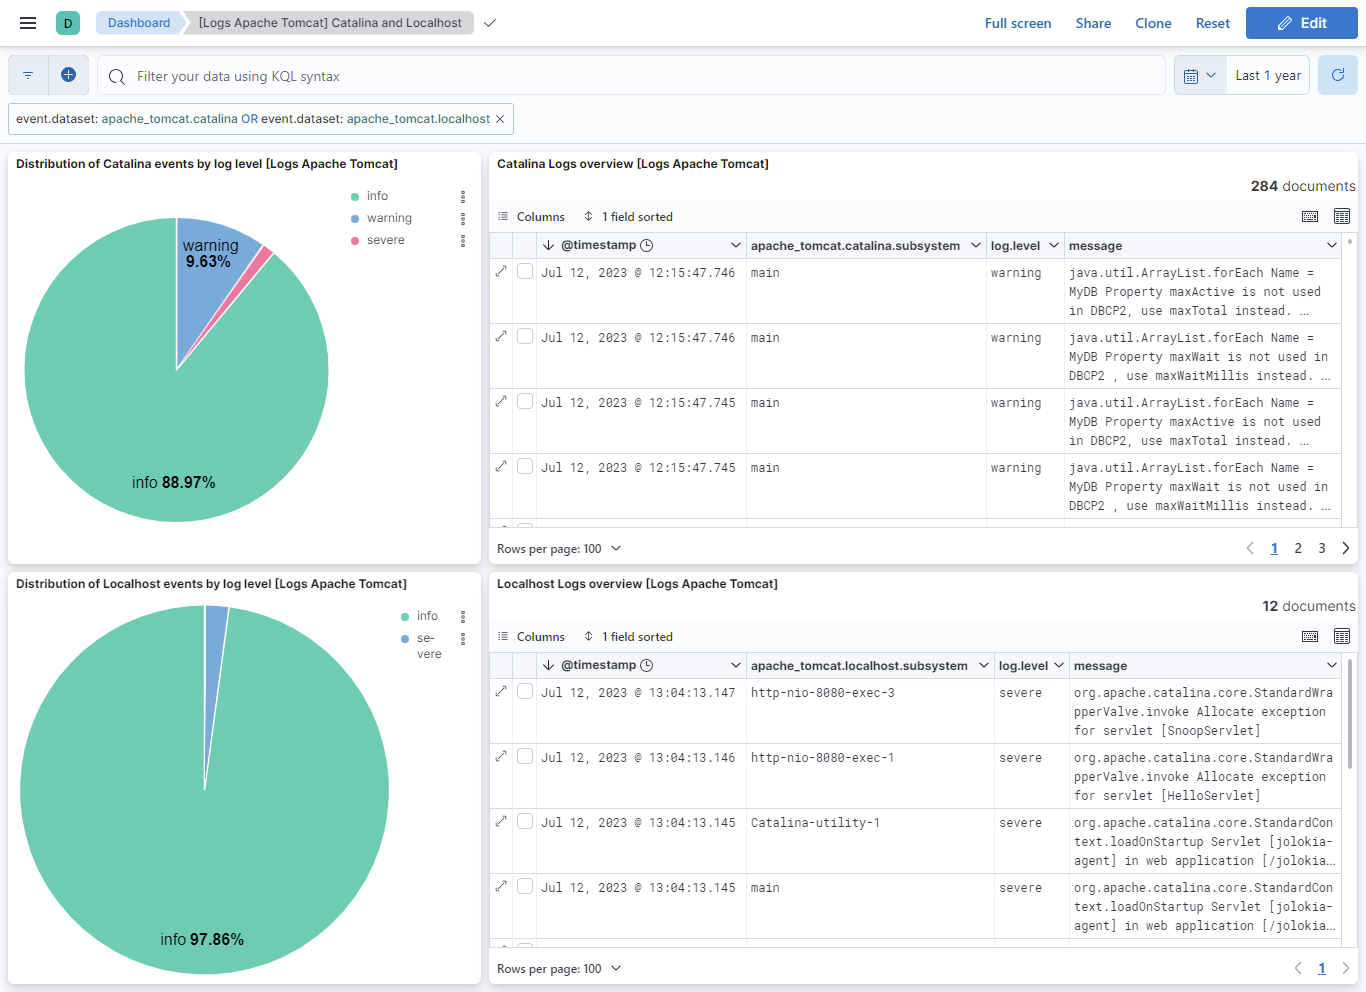 D
Dashboard
[Logs Apache Tomcat] Catalina and Localhost
Full screen
Share
Clone
Reset
Edit
Filter your data using KQL syntax
Last 1 year
event.dataset: apache_tomcat.catalina OR event.dataset: apache_tomcat.localhost ×
Distribution of Catalina events by log level [Logs Apache Tomcat]
info
warning
severe
warning
9.63%
info 88.97%
Catalina Logs overview [Logs Apache Tomcat]
284 documents
Columns
1 field sorted
@timestamp
apache_tomcat.catalina.subsystem
log.level
message
Jul 12, 2023 @ 12:15:47.746
main
warning
java.util.ArrayList.forEach Name =
MyDB Property maxActive is not used
in DBCP2, use maxTotal instead. …
Jul 12, 2023 @ 12:15:47.746
main
warning
java.util.ArrayList.forEach Name =
MyDB Property maxWait is not used in
DBCP2 , use maxWaitMillis instead. …
Jul 12, 2023 @ 12:15:47.745
main
warning
java.util.ArrayList.forEach Name =
MyDB Property maxActive is not used
in DBCP2, use maxTotal instead. …
Jul 12, 2023 @ 12:15:47.745
main
warning
java.util.ArrayList.forEach Name =
MyDB Property maxWait is not used in
DBCP2 , use maxWaitMillis instead. …
Rows per page: 100
1 2 3
Distribution of Localhost events by log level [Logs Apache Tomcat]
info
se-
vere
info 97.86%
Localhost Logs overview [Logs Apache Tomcat]
12 documents
Columns
1 field sorted
@timestamp
apache_tomcat.localhost.subsystem
log.level
message
Jul 12, 2023 @ 13:04:13.147
http-nio-8080-exec-3
severe
org.apache.catalina.core.StandardWra
pperValve.invoke Allocate exception
for servlet [SnoopServlet]
Jul 12, 2023 @ 13:04:13.146
http-nio-8080-exec-1
severe
org.apache.catalina.core.StandardWra
pperValve.invoke Allocate exception
for servlet [HelloServlet]
Jul 12, 2023 @ 13:04:13.145
Catalina-utility-1
severe
org.apache.catalina.core.StandardCon
text.loadOnStartup Servlet [jolokia-
agent] in web application [/jolokia…
Jul 12, 2023 @ 13:04:13.145
main
severe
org.apache.catalina.core.StandardCon
text.loadOnStartup Servlet [jolokia-
agent] in web application [/jolokia…
Rows per page: 100
1